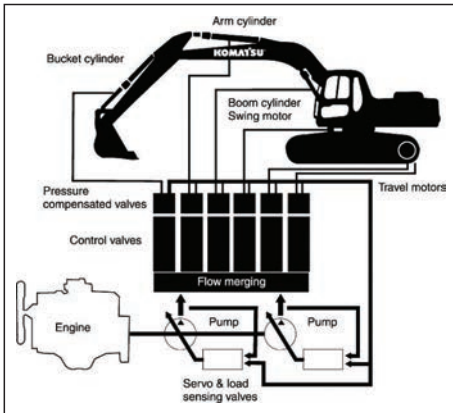 Arm cylinder
KOMATSU
Bucket cylinder
Boom cylinder
Swing motor
Pressure
compensated valves
Travel motors
Control valves
Flow merging
Engine
Pump
Pump
Servo & load
sensing valves